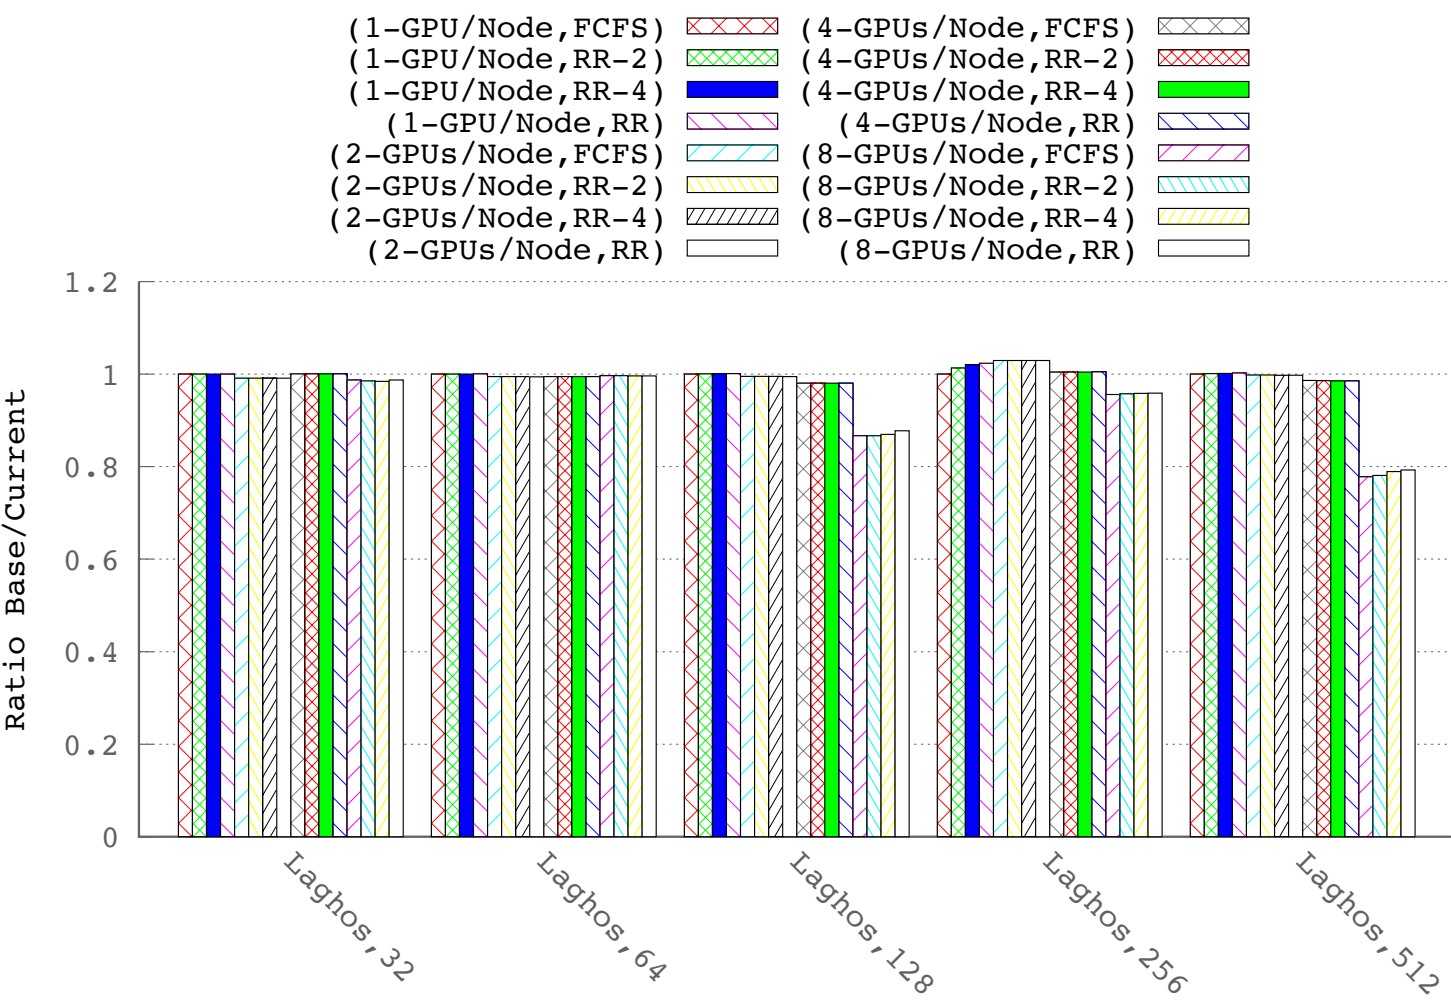 (1-GPU/Node,FCFS) (4-GPUs/Node,FCFS)
(1-GPU/Node,RR-2) (4-GPUs/Node,RR-2)
(1-GPU/Node,RR-4) (4-GPUs/Node,RR-4)
(1-GPU/Node,RR) (4-GPUs/Node,RR)
(2-GPUs/Node,FCFS) (8-GPUs/Node,FCFS)
(2-GPUs/Node,RR-2) (8-GPUs/Node,RR-2)
(2-GPUs/Node,RR-4) (8-GPUs/Node,RR-4)
(2-GPUs/Node,RR) (8-GPUs/Node,RR)
Ratio Base/Current
1.2
1
0.8
0.6
0.4
0.2
0
Laghos,32
Laghos,64
Laghos,128
Laghos,256
Laghos,512